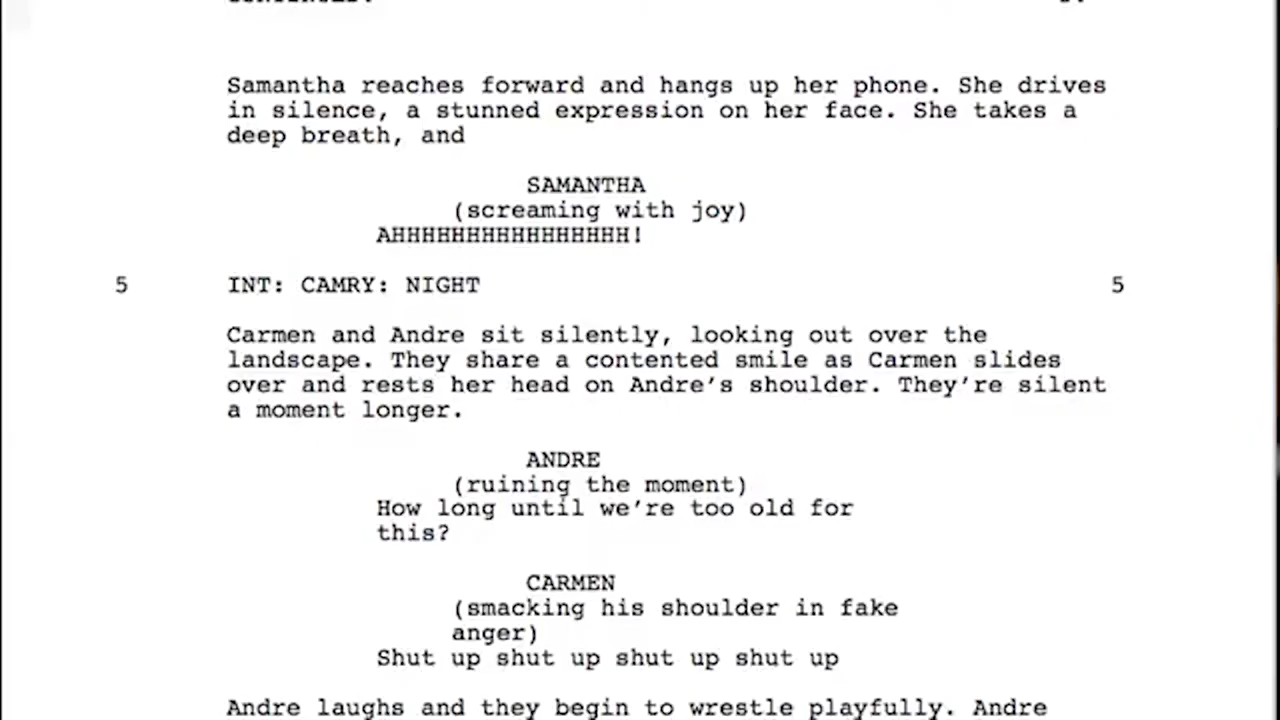 Samantha reaches forward and hangs up her phone. She drives
in silence, a stunned expression on her face. She takes a
deep breath, and
SAMANTHA
(screaming with joy)
AHHHHHHHHHHHHHHHH!
5 INT: CAMRY: NIGHT 5
Carmen and Andre sit silently, looking out over the
landscape. They share a contented smile as Carmen slides
over and rests her head on Andre's shoulder. They're silent
a moment longer.
ANDRE
(ruining the moment)
How long until we're too old for
this?
CARMEN
(smacking his shoulder in fake
anger)
Shut up shut up shut up shut up
Andre laughs and they begin to wrestle playfully. Andre